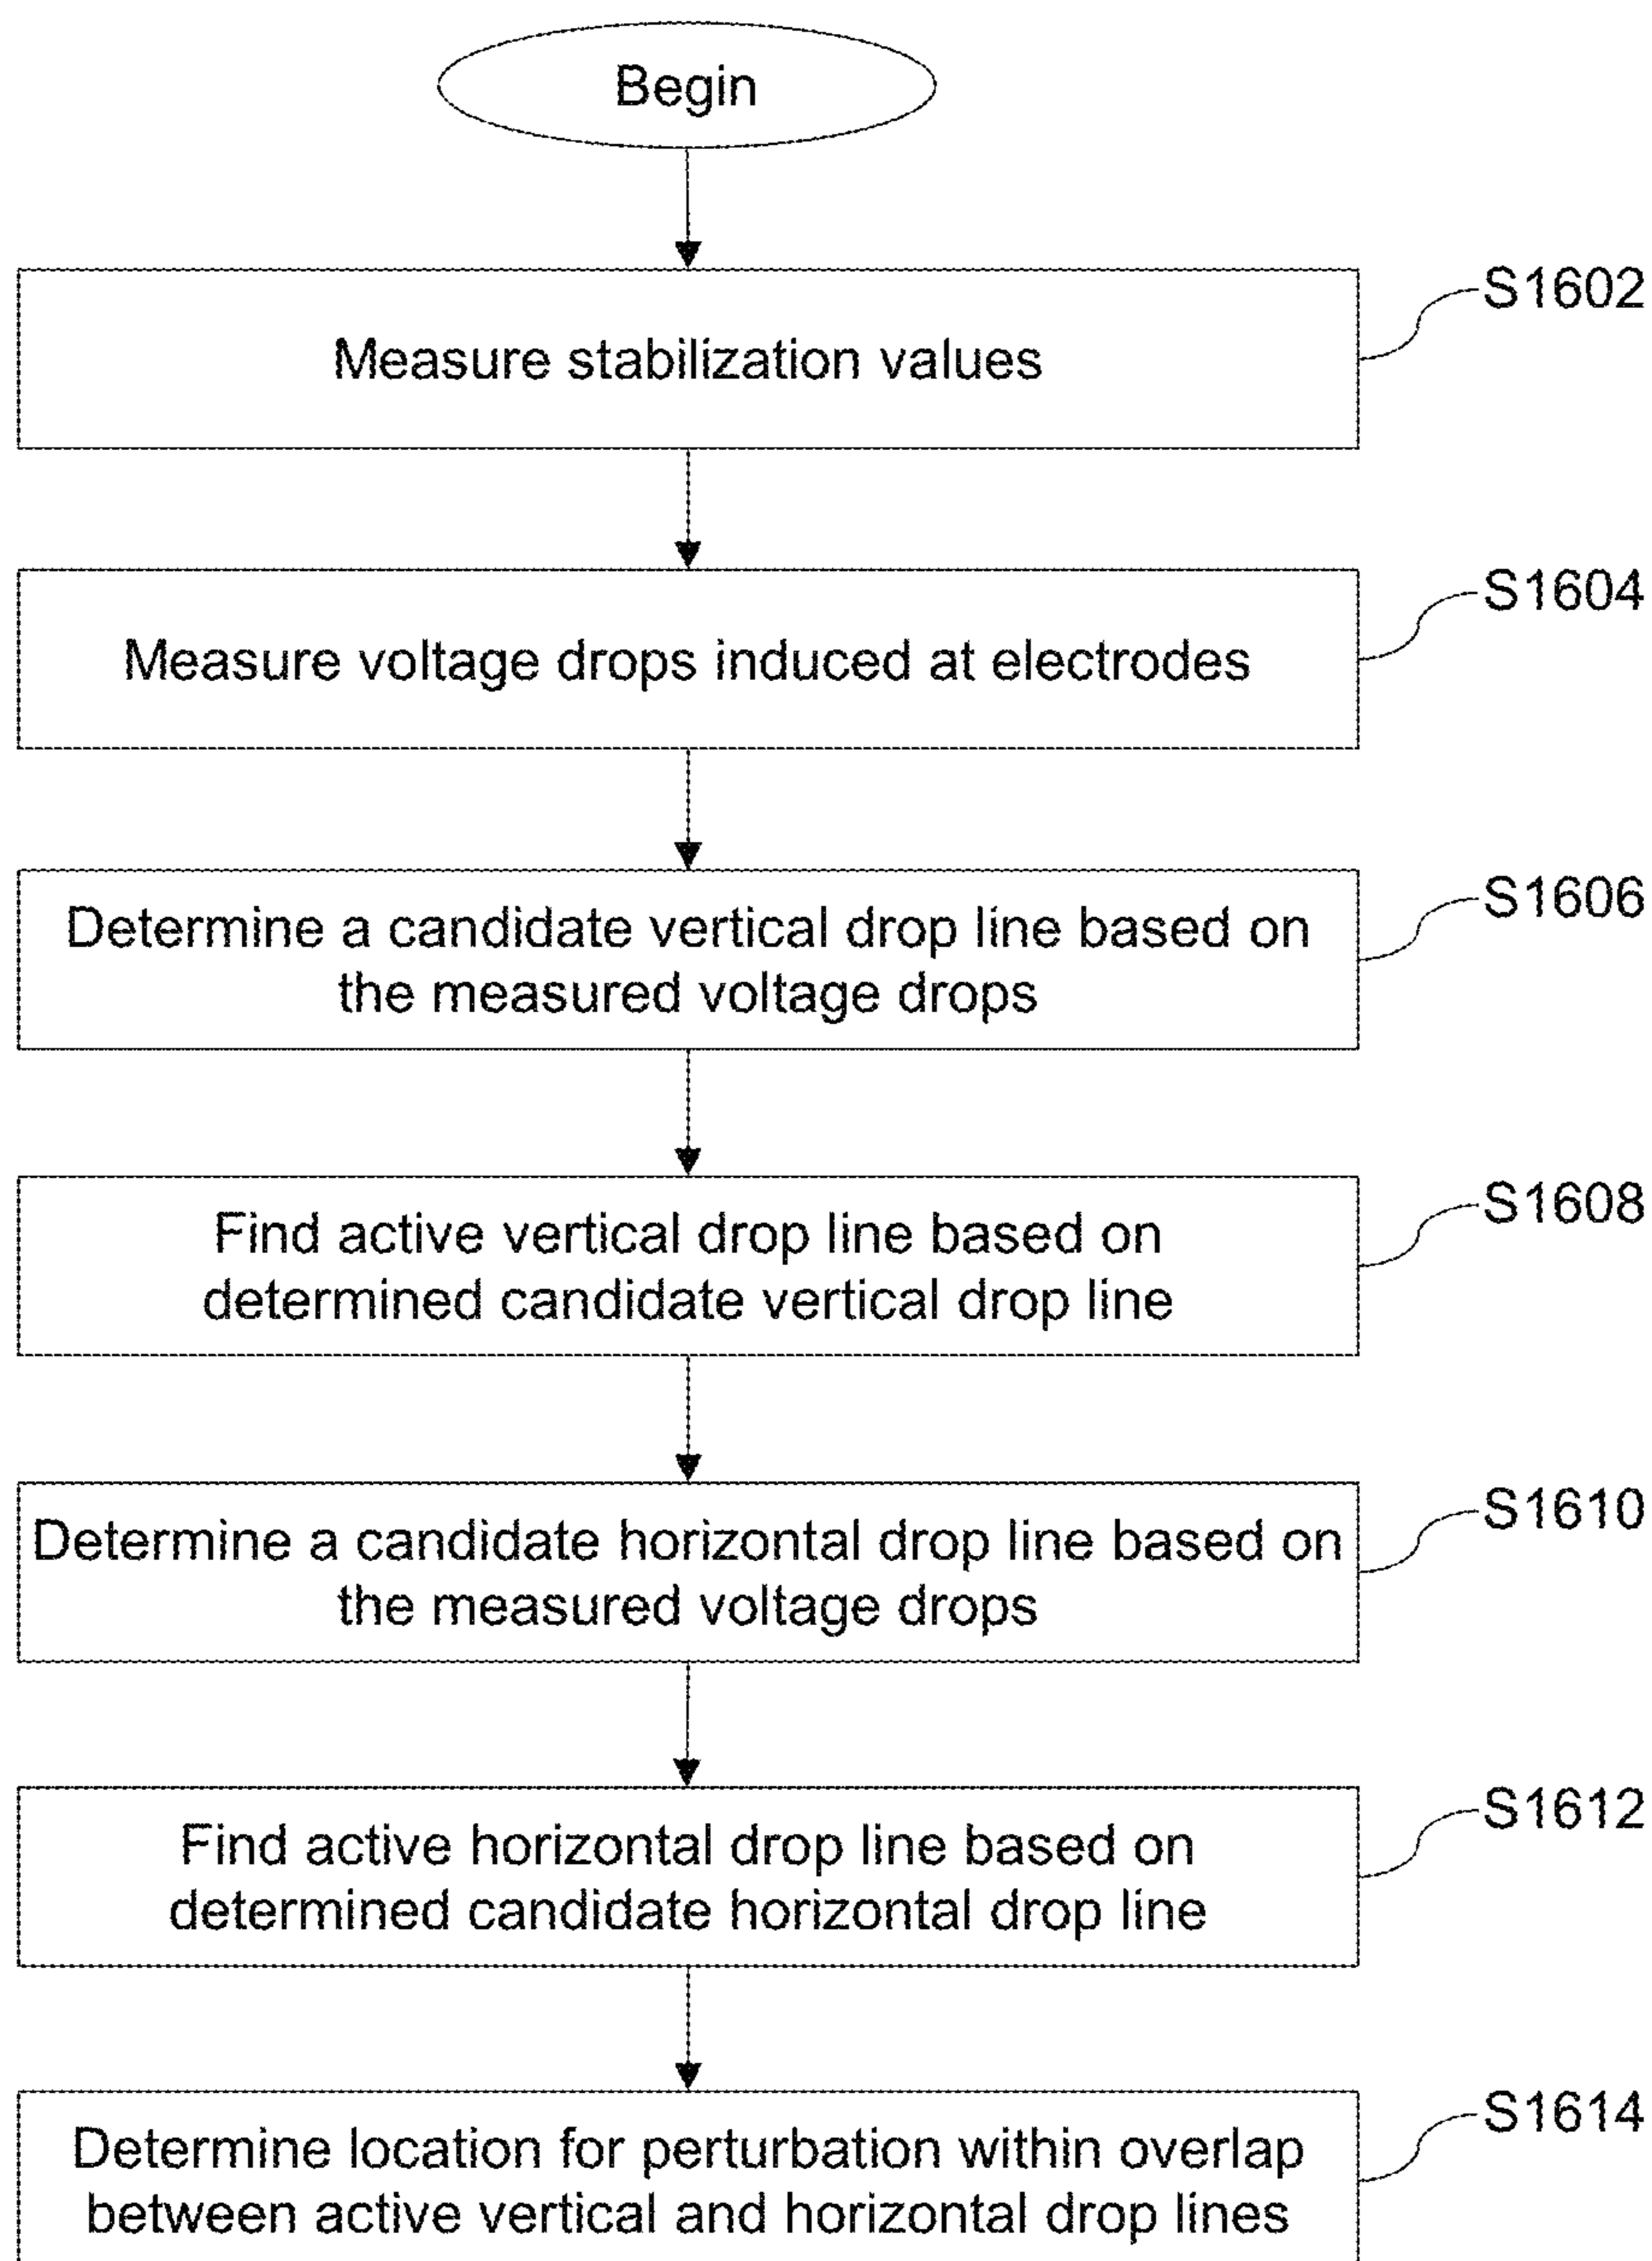 Begin
S1602
Measure stabilization values
S1604
Measure voltage drops induced at electrodes
S1606
Determine a candidate vertical drop line based on
the measured voltage drops
S1608
Find active vertical drop line based on
determined candidate vertical drop line
S1610
Determine a candidate horizontal drop line based on
the measured voltage drops
S1612
Find active horizontal drop line based on
determined candidate horizontal drop line
S1614
Determine location for perturbation within overlap
between active vertical and horizontal drop lines